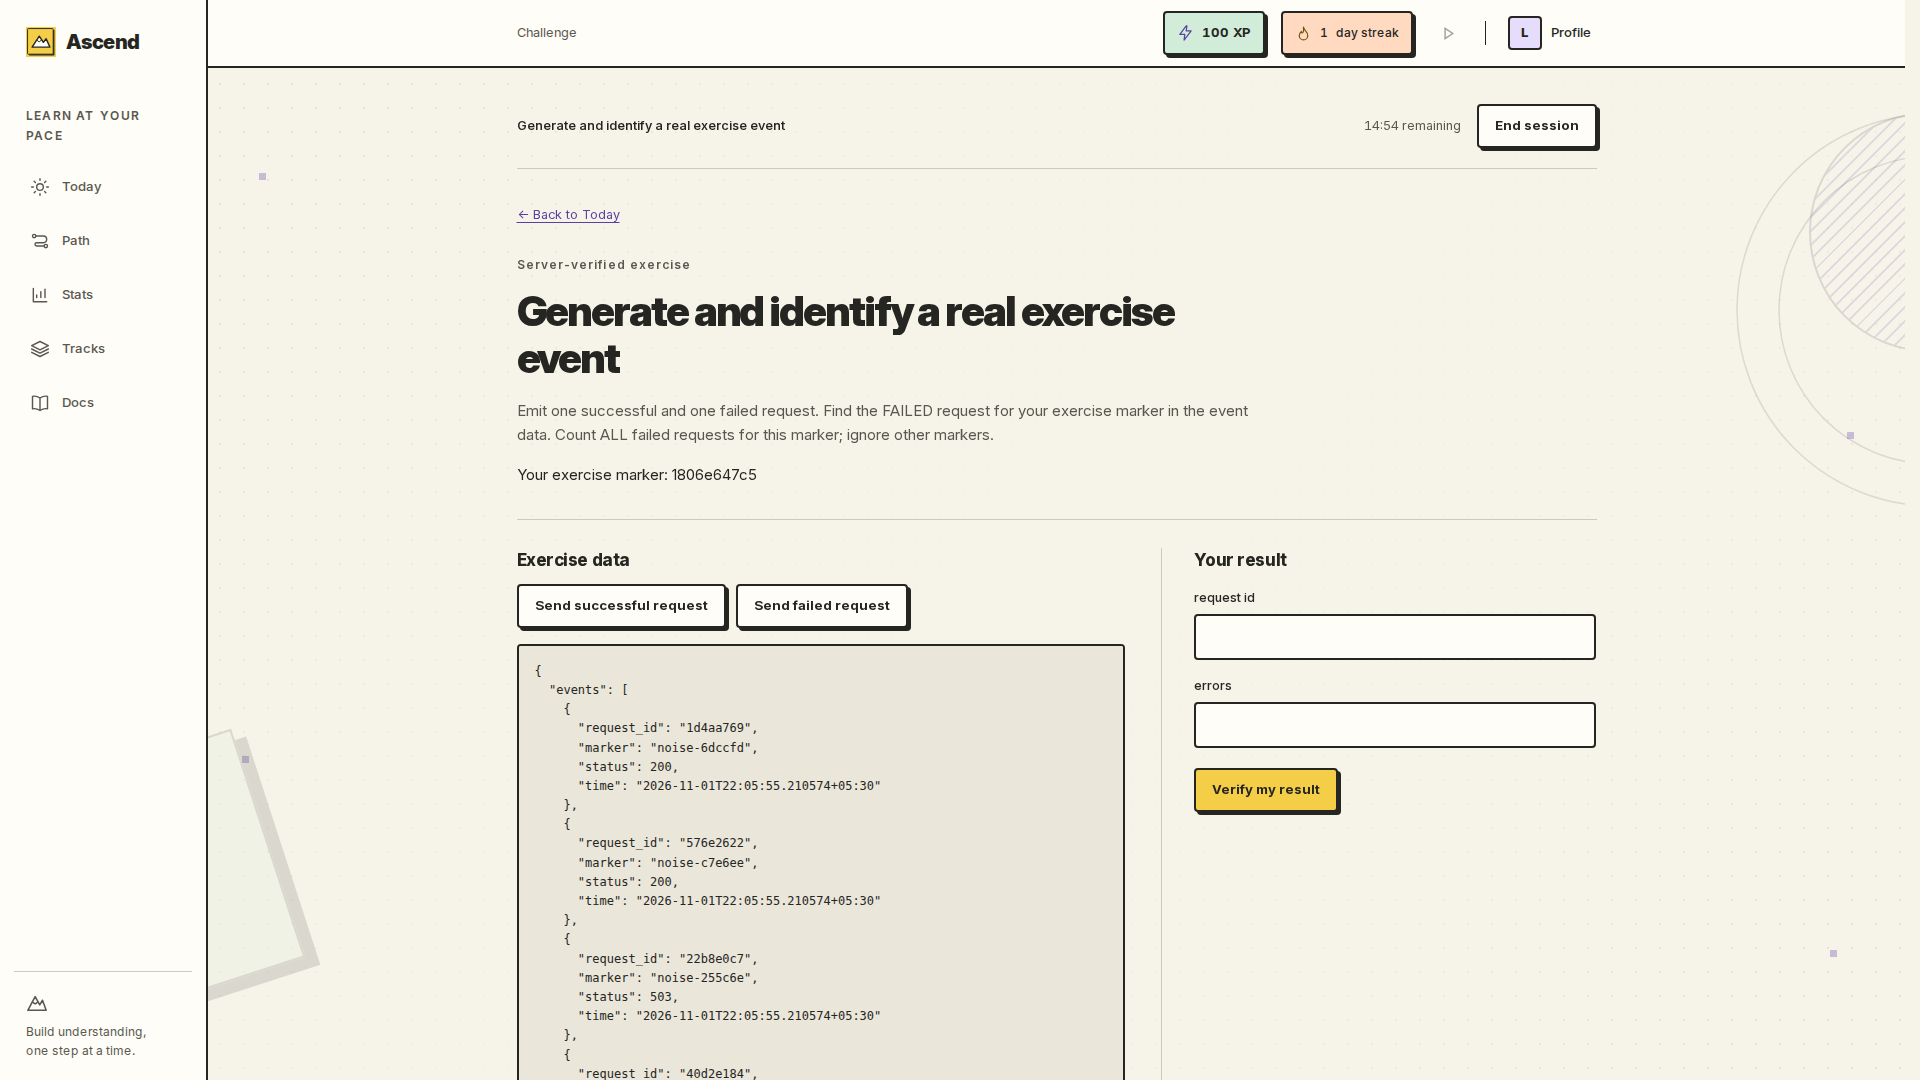 Ascend
LEARN AT YOUR
PACE
Today
Path
Stats
Tracks
Docs
Build understanding,
one step at a time.
Challenge
100 XP
1 day streak
L
Profile
Generate and identify a real exercise event
14:54 remaining
End session
← Back to Today
Server-verified exercise
Generate and identify a real exercise
event
Emit one successful and one failed request. Find the FAILED request for your exercise marker in the event
data. Count ALL failed requests for this marker; ignore other markers.
Your exercise marker: 1806e647c5
Exercise data
Send successful request
Send failed request
{
"events": [
{
"request_id": "1d4aa769",
"marker": "noise-6dccfd",
"status": 200,
"time": "2026-11-01T22:05:55.210574+05:30"
},
{
"request_id": "576e2622",
"marker": "noise-c7e6ee",
"status": 200,
"time": "2026-11-01T22:05:55.210574+05:30"
},
{
"request_id": "22b8e0c7",
"marker": "noise-255c6e",
"status": 503,
"time": "2026-11-01T22:05:55.210574+05:30"
},
{
"request_id": "40d2e184",
Your result
request id
errors
Verify my result